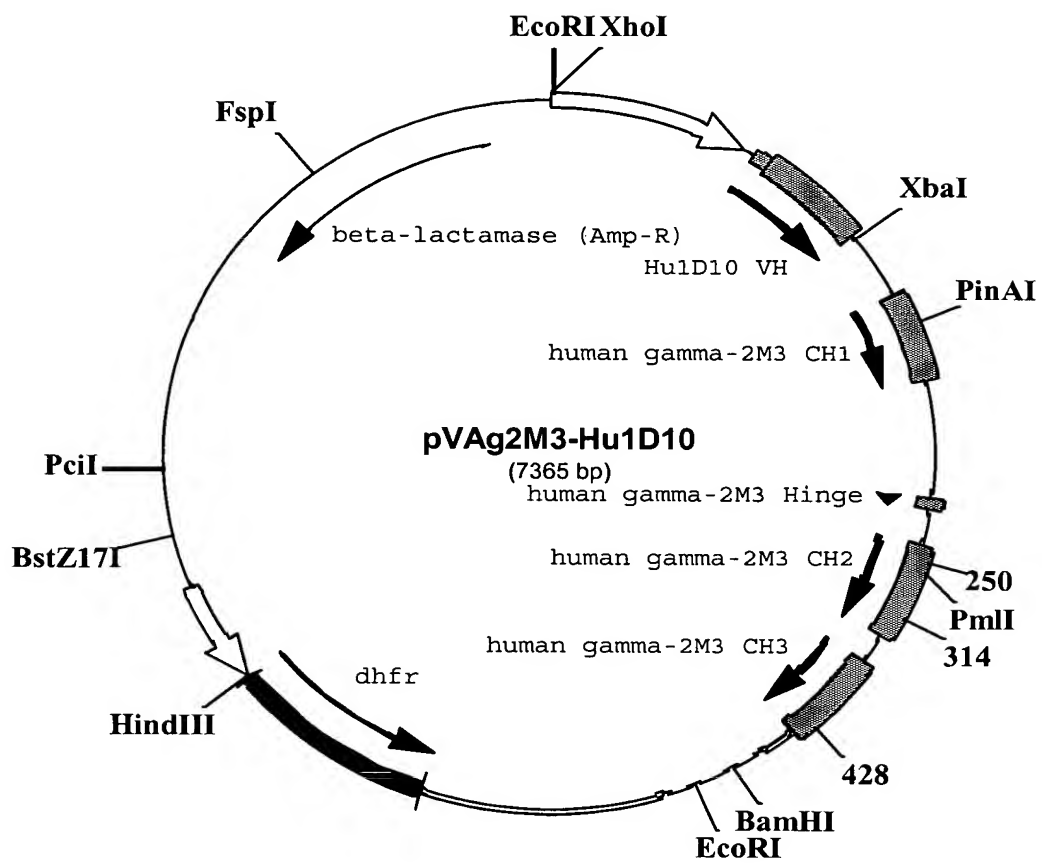 EcoRI XhoI
FspI
XbaI
beta-lactamase (Amp-R)
Hu1D10 VH
PinAI
human gamma-2M3 CH1
pVAg2M3-Hu1D10
(7365 bp)
PciI
human gamma-2M3 Hinge
BstZ17I
human gamma-2M3 CH2
250
PmlI
314
human gamma-2M3 CH3
dhfr
HindIII
428
BamHI
EcoRI